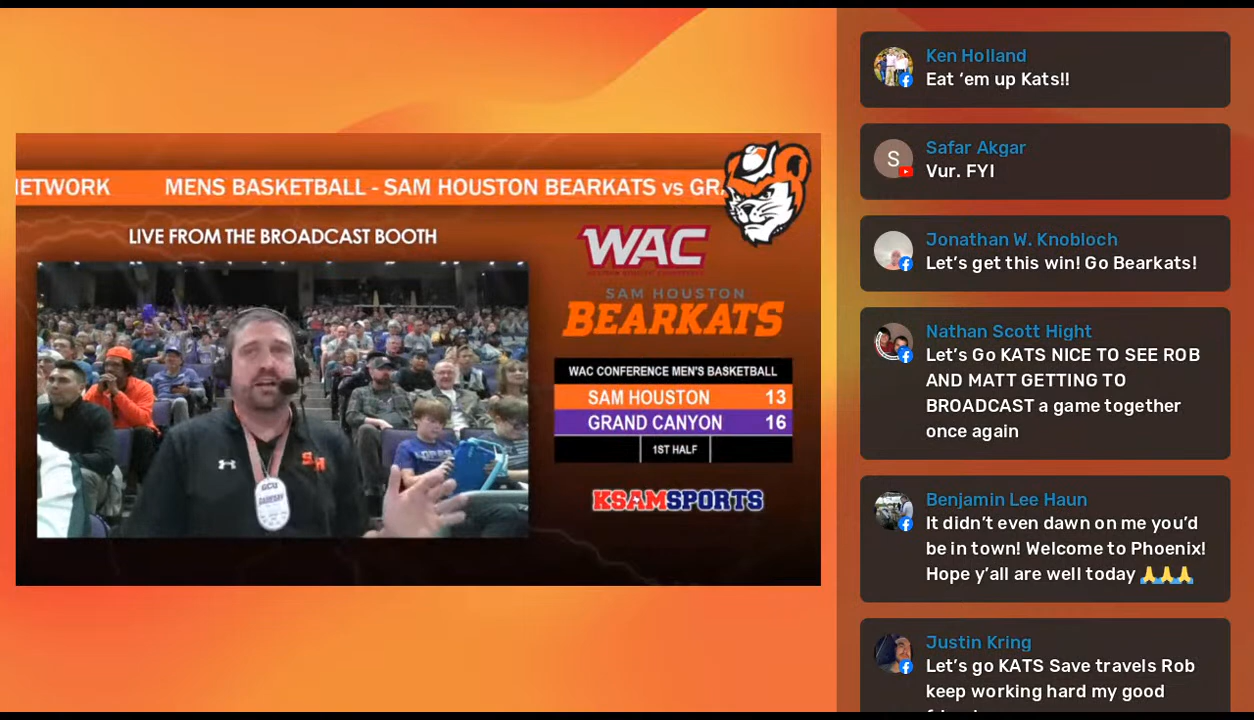 ETWORK MENS BASKETBALL - SAM HOUSTON BEARKATS vs GR
LIVE FROM THE BROADCAST BOOTH
WAC
SAM HOUSTON
BEARKATS
WAC CONFERENCE MEN'S BASKETBALL
SAM HOUSTON 13
GRAND CANYON 16
1ST HALF
KSAMSPORTS
SH
GCU
Ken Holland
Eat ‘em up Kats!!
S
Safar Akgar
Vur. FYI
Jonathan W. Knobloch
Let’s get this win! Go Bearkats!
Nathan Scott Hight
Let’s Go KATS NICE TO SEE ROB
AND MATT GETTING TO
BROADCAST a game together
once again
Benjamin Lee Haun
It didn’t even dawn on me you’d
be in town! Welcome to Phoenix!
Hope y’all are well today 🙏🙏🙏
Justin Kring
Let’s go KATS Save travels Rob
keep working hard my good